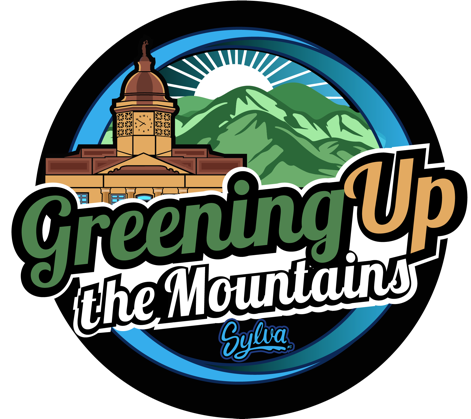 Greening Up
the Mountains
Sylva